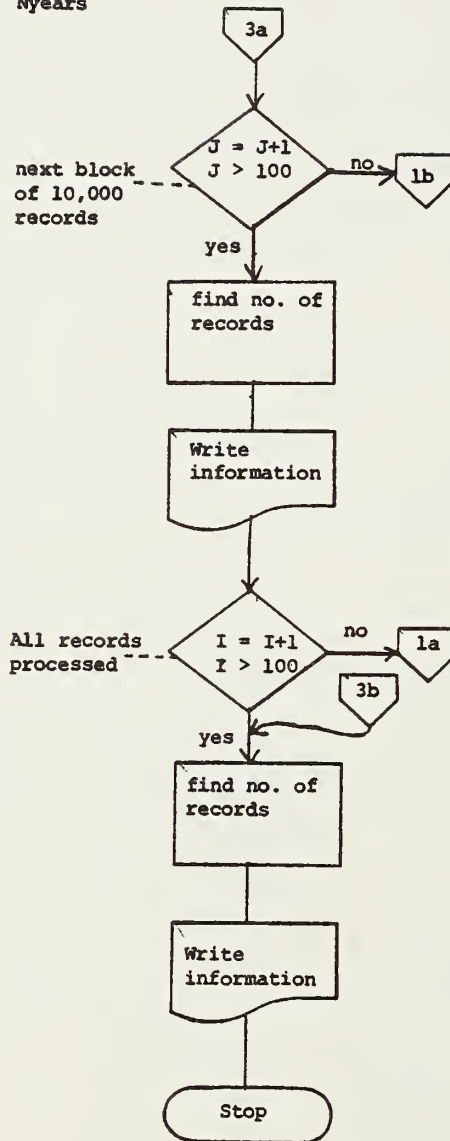 Nyears
3a
J = J+1
J > 100
no
1b
next block
of 10,000
records
yes
find no. of
records
Write
information
All records
processed
I = I+1
I > 100
no
1a
3b
yes
find no. of
records
Write
information
Stop